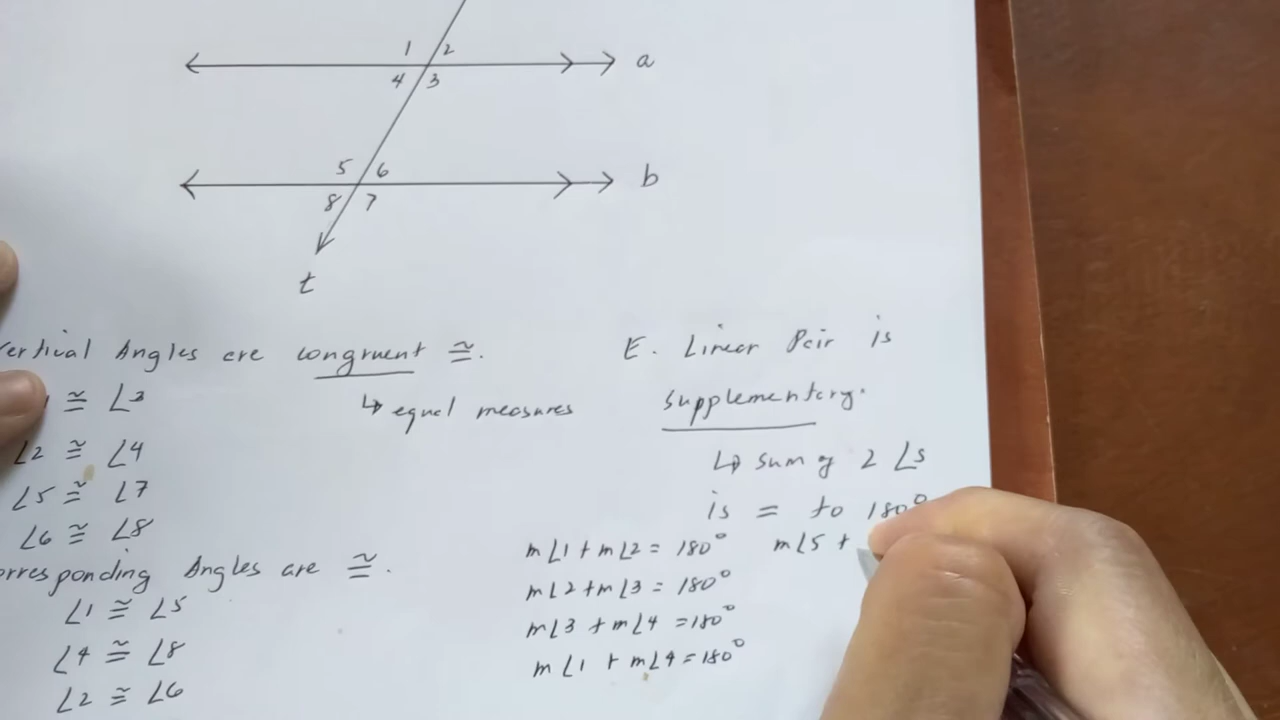 1 2
a
4 3
5 6
b
8 7
t
Vertical Angles are congruent ≅.
↳ equal measures
1 ≅ ∠3
∠2 ≅ ∠4
∠5 ≅ ∠7
∠6 ≅ ∠8
orresponding Angles are ≅.
∠1 ≅ ∠5
∠4 ≅ ∠8
∠2 ≅ ∠6
E. Linear Pair is
supplementary.
↳ sum of 2 ∠s
is = to 180°
m∠1 + m∠2 = 180°
m∠2 + m∠3 = 180°
m∠3 + m∠4 = 180°
m∠1 + m∠4 = 180°
m∠5 +